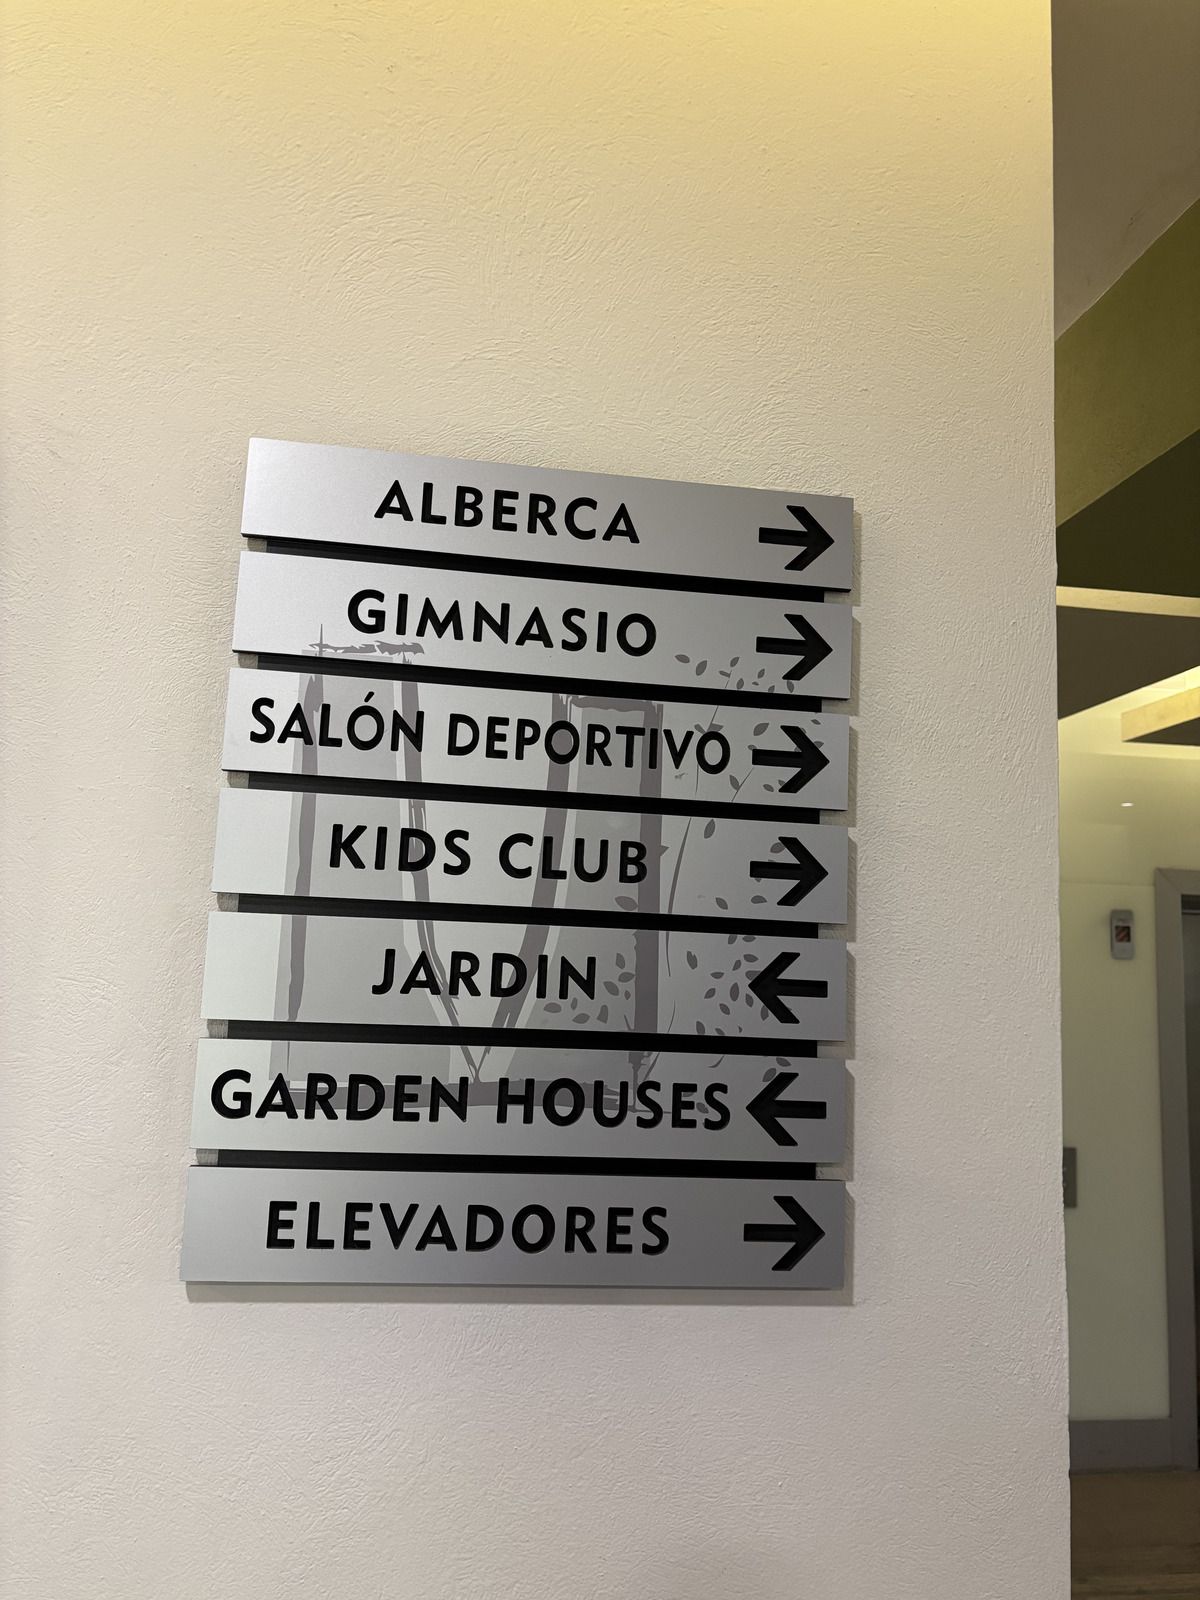 ALBERCA →
GIMNASIO →
SALÓN DEPORTIVO →
KIDS CLUB →
JARDIN ←
GARDEN HOUSES ←
ELEVADORES →